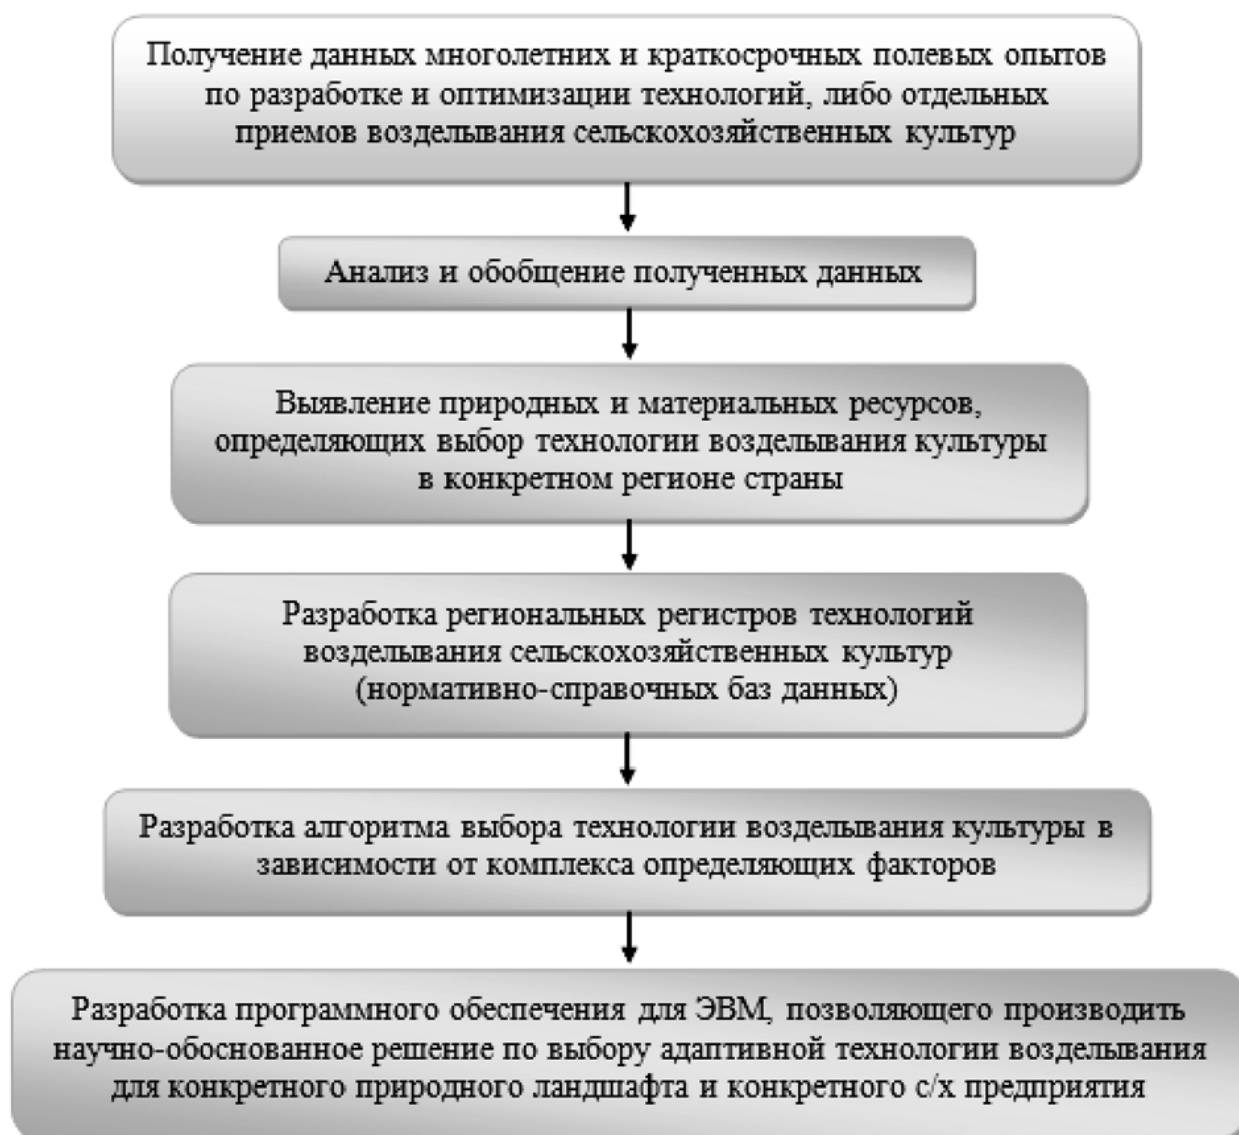 Получение данных многолетних и краткосрочных полевых опытов
по разработке и оптимизации технологий, либо отдельных
приемов возделывания сельскохозяйственных культур
Анализ и обобщение полученных данных
Выявление природных и материальных ресурсов,
определяющих выбор технологии возделывания культуры
в конкретном регионе страны
Разработка региональных регистров технологий
возделывания сельскохозяйственных культур
(нормативно-справочных баз данных)
Разработка алгоритма выбора технологии возделывания культуры в
зависимости от комплекса определяющих факторов
Разработка программного обеспечения для ЭВМ, позволяющего производить
научно-обоснованное решение по выбору адаптивной технологии возделывания
для конкретного природного ландшафта и конкретного с/х предприятия